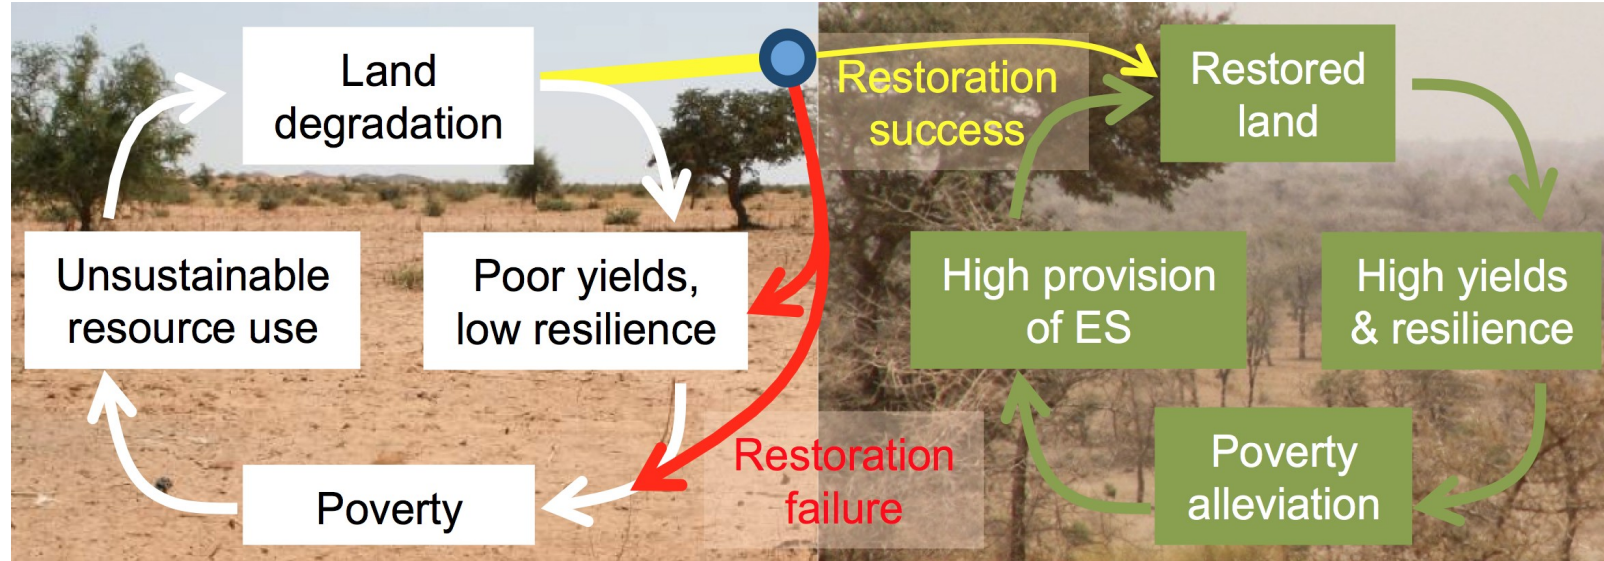 Land
degradation
Restoration
success
Restored
land
Unsustainable
resource use
Poor yields,
low resilience
High provision
of ES
High yields
& resilience
Poverty
Restoration
failure
Poverty
alleviation